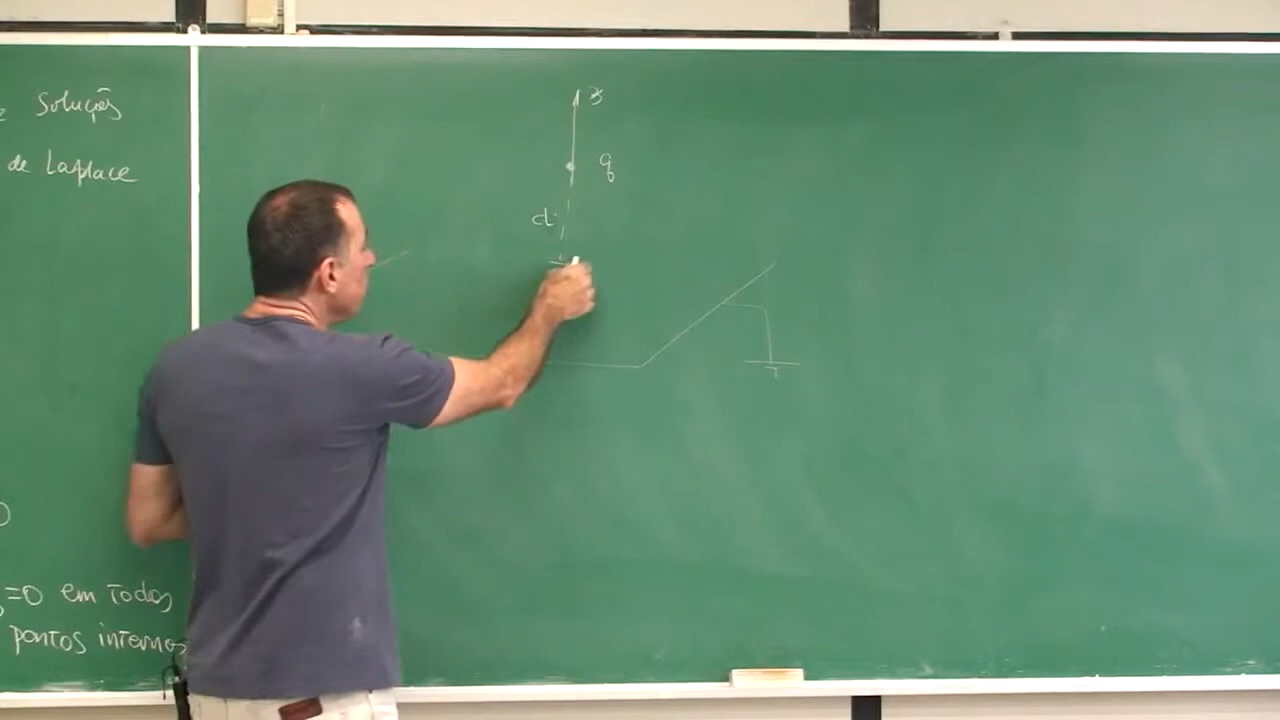 Soluções
de Laplace
=0 em Todos
pontos internos
z
q
d